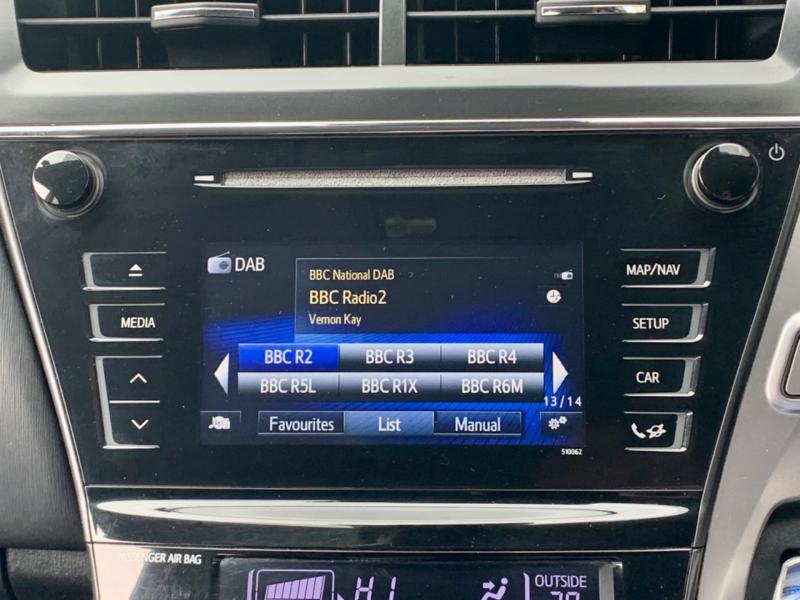 DAB
BBC National DAB
BBC Radio2
Vernon Kay
BBC R2 BBC R3 BBC R4
BBC R5L BBC R1X BBC R6M
13/14
Favourites List Manual
510062
MEDIA
MAP/NAV
SETUP
CAR
PASSENGER AIR BAG
HI
OUTSIDE